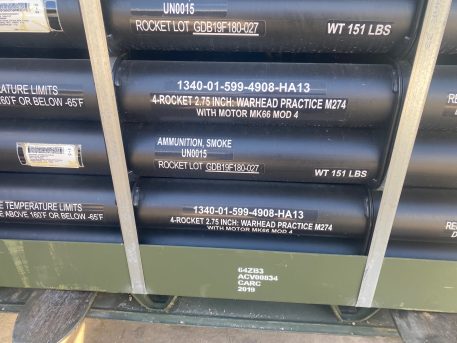 UN0015
ROCKET LOT GDB19F180-027
WT 151 LBS
ATURE LIMITS
160°F OR BELOW -65°F
1340-01-599-4908-HA13
4-ROCKET 2.75 INCH: WARHEAD PRACTICE M274
WITH MOTOR MK66 MOD 4
AMMUNITION, SMOKE
UN0015
ROCKET LOT GDB19F180-027
WT 151 LBS
E TEMPERATURE LIMITS
E ABOVE, 160°F OR BELOW -65°F
1340-01-599-4908-HA13
4-ROCKET 2.75 INCH: WARHEAD PRACTICE M274
WITH MOTOR MK66 MOD 4
64ZB3
ACV00834
CARC
2019